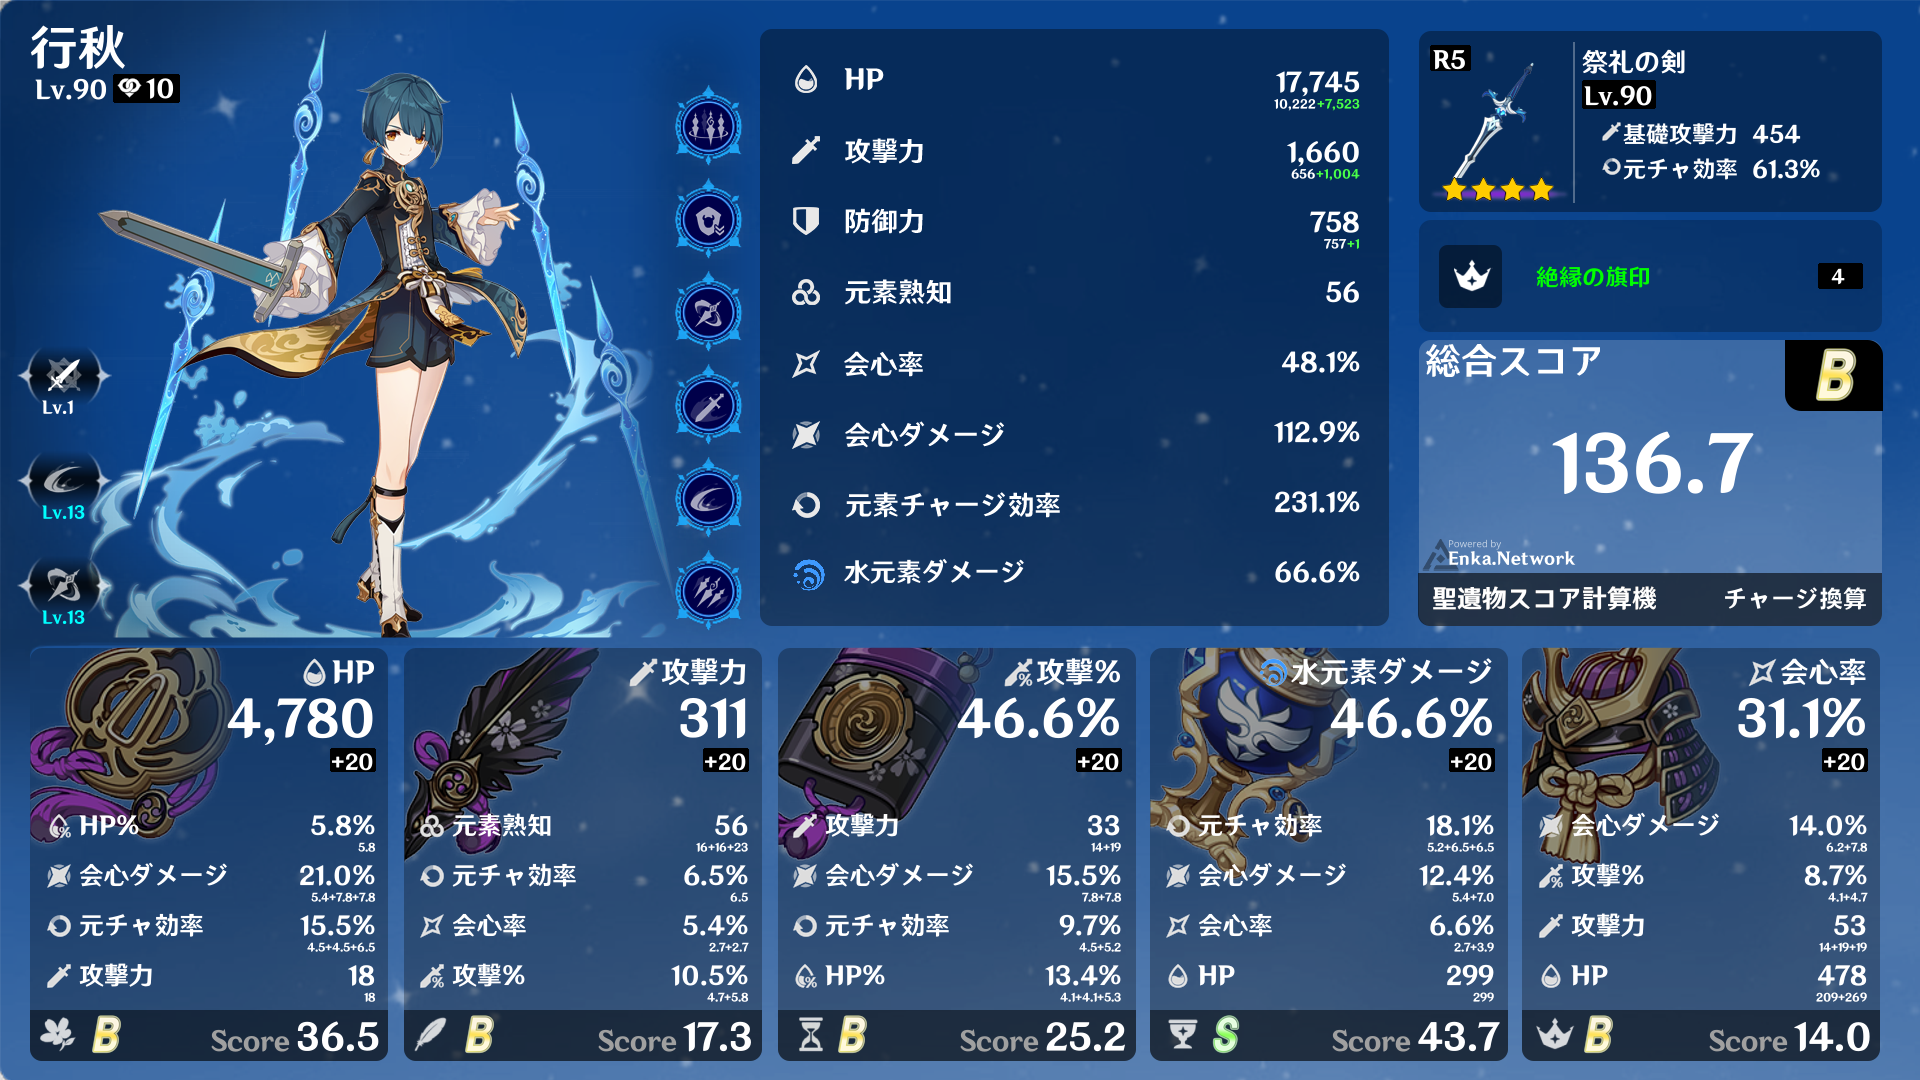 行秋
Lv.90 10
Lv.1
Lv.13
Lv.13
HP 17,745
10,222+7,523
攻撃力 1,660
656+1,004
防御力 758
757+1
元素熟知 56
会心率 48.1%
会心ダメージ 112.9%
元素チャージ効率 231.1%
水元素ダメージ 66.6%
R5
祭礼の剣
Lv.90
基礎攻撃力 454
元チャ効率 61.3%
絶縁の旗印 4
総合スコア B
136.7
Powered by
Enka.Network
聖遺物スコア計算機 チャージ換算
HP
4,780
+20
HP% 5.8%
5.8
会心ダメージ 21.0%
5.4+7.8+7.8
元チャ効率 15.5%
4.5+4.5+6.5
攻撃力 18
18
B Score 36.5
攻撃力
311
+20
元素熟知 56
16+16+23
元チャ効率 6.5%
6.5
会心率 5.4%
2.7+2.7
攻撃% 10.5%
4.7+5.8
B Score 17.3
攻撃%
46.6%
+20
攻撃力 33
14+19
会心ダメージ 15.5%
7.8+7.8
元チャ効率 9.7%
4.5+5.2
HP% 13.4%
4.1+4.1+5.3
B Score 25.2
水元素ダメージ
46.6%
+20
元チャ効率 18.1%
5.2+6.5+6.5
会心ダメージ 12.4%
5.4+7.0
会心率 6.6%
2.7+3.9
HP 299
299
S Score 43.7
会心率
31.1%
+20
会心ダメージ 14.0%
6.2+7.8
攻撃% 8.7%
4.1+4.7
攻撃力 53
14+19+19
HP 478
209+269
B Score 14.0